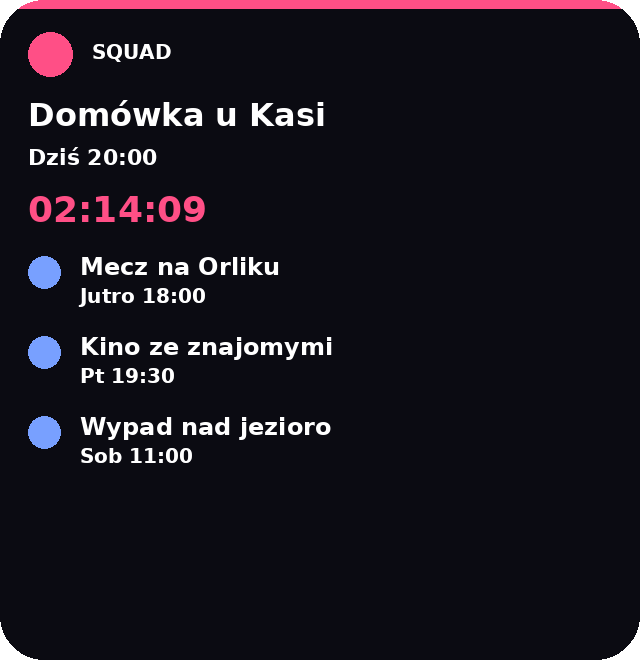 SQUAD
Domówka u Kasi
Dziś 20:00
02:14:09
Mecz na Orliku
Jutro 18:00
Kino ze znajomymi
Pt 19:30
Wypad nad jezioro
Sob 11:00